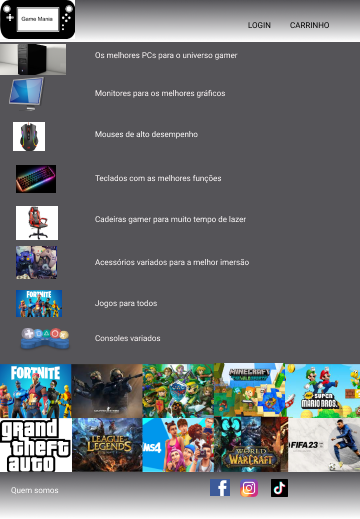 Game Mania
LOGIN CARRINHO
Os melhores PCs para o universo gamer
Monitores para os melhores gráficos
Mouses de alto desempenho
Teclados com as melhores funções
Cadeiras gamer para muito tempo de lazer
Acessórios variados para a melhor imersão
FORTNITE
Jogos para todos
Consoles variados
FORTNITE
MINECRAFT
SUPER
MARIO BROS.
grand
theft
auto
LEAGUE
LEGENDS
MS4
WORLD
WARCRAFT
FIFA 23
Quem somos